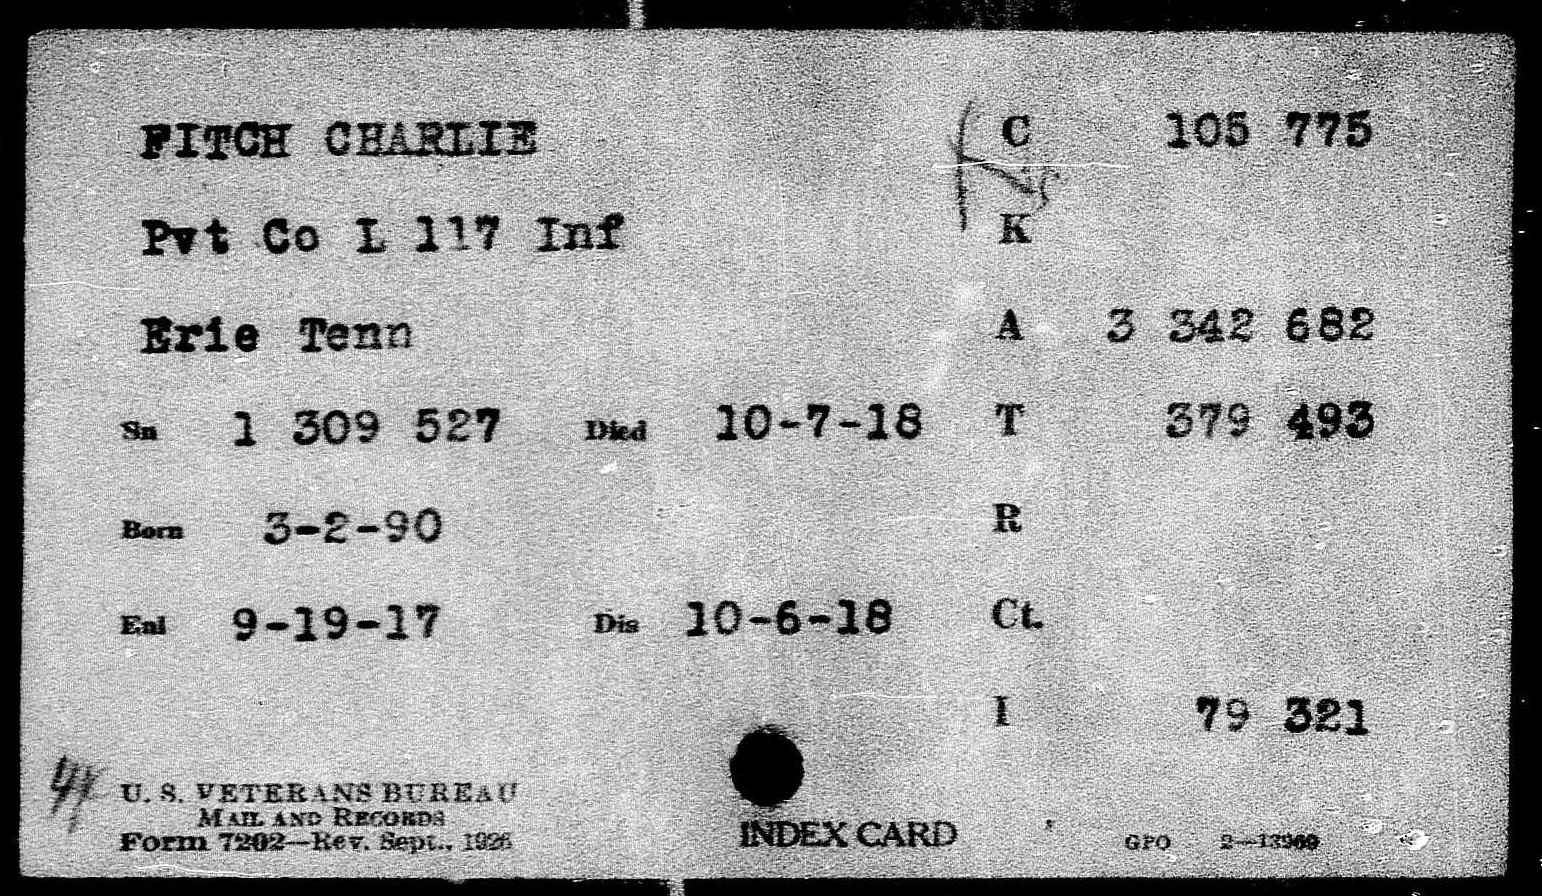 FITCH CHARLIE C 105 775
Pvt Co L 117 Inf K
Erie Tenn A 3 342 682
Sn 1 309 527 Died 10-7-18 T 379 493
Born 3-2-90 R
Enl 9-19-17 Dis 10-6-18 Ct.
I 79 321
U. S. VETERANS BUREAU
MAIL AND RECORDS
Form 7202—Rev. Sept., 1926
INDEX CARD
GPO 2—13960